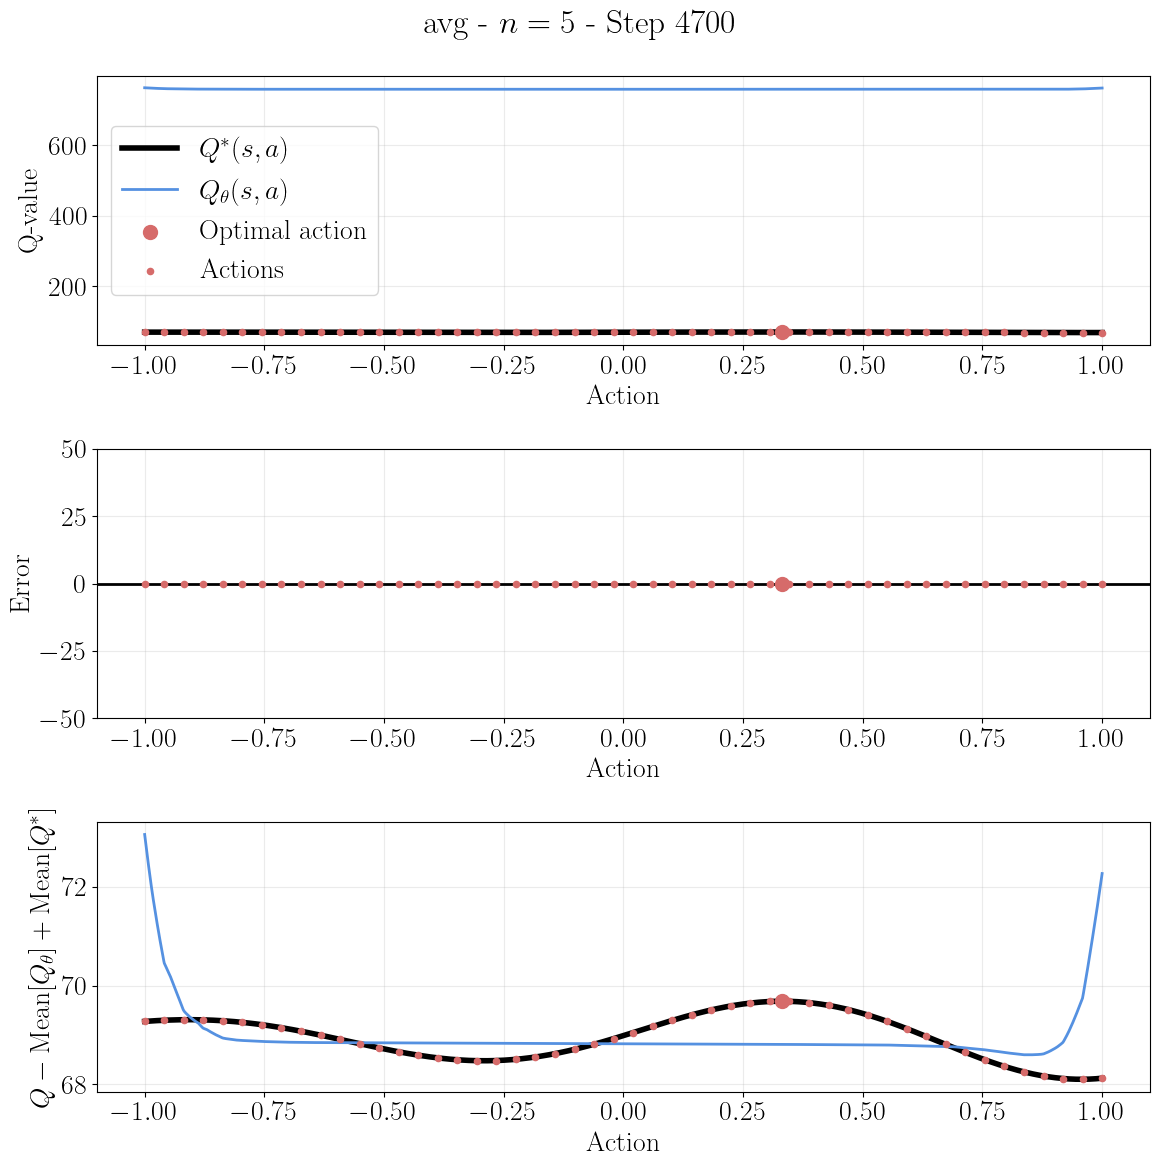 avg - n = 5 - Step 4700
Q-value
600
400
200
Q*(s, a)
Qθ(s, a)
Optimal action
Actions
−1.00 −0.75 −0.50 −0.25 0.00 0.25 0.50 0.75 1.00
Action
Error
50
25
0
−25
−50
−1.00 −0.75 −0.50 −0.25 0.00 0.25 0.50 0.75 1.00
Action
Q − Mean[Qθ] + Mean[Q*]
72
70
68
−1.00 −0.75 −0.50 −0.25 0.00 0.25 0.50 0.75 1.00
Action